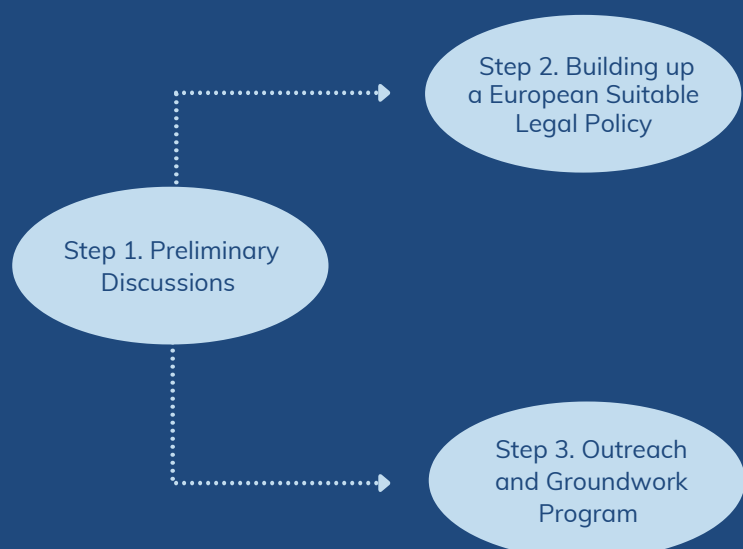 Step 2. Building up
a European Suitable
Legal Policy
Step 1. Preliminary
Discussions
Step 3. Outreach
and Groundwork
Program